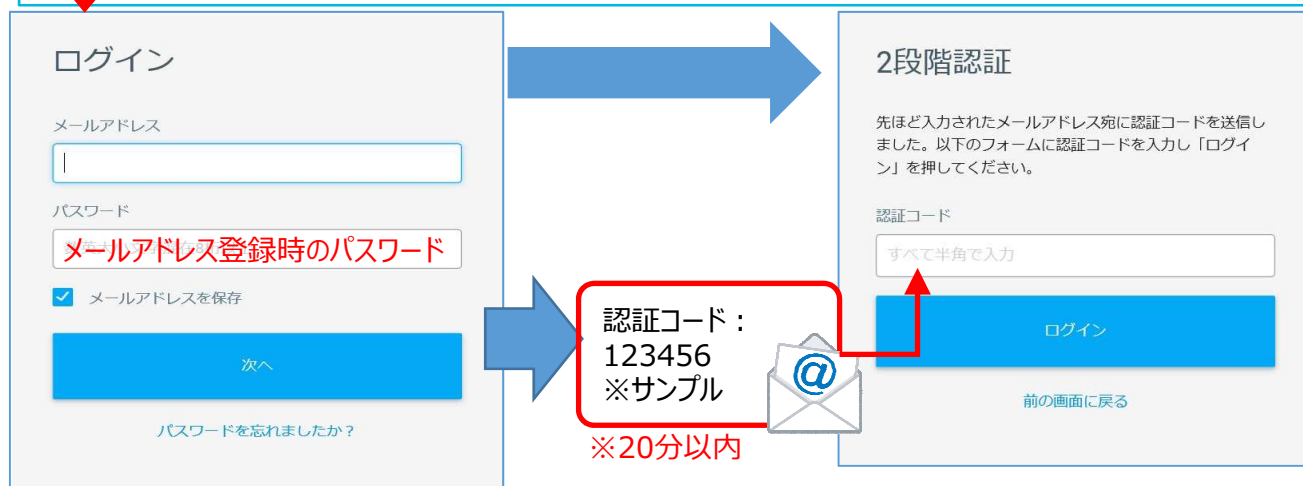 ログイン
メールアドレス
パスワード
メールアドレス登録時のパスワード
メールアドレスを保存
次へ
パスワードを忘れましたか？
認証コード：
123456
※サンプル
@
※20分以内
2段階認証
先ほど入力されたメールアドレス宛に認証コードを送信し
ました。以下のフォームに認証コードを入力し「ログイ
ン」を押してください。
認証コード
すべて半角で入力
ログイン
前の画面に戻る